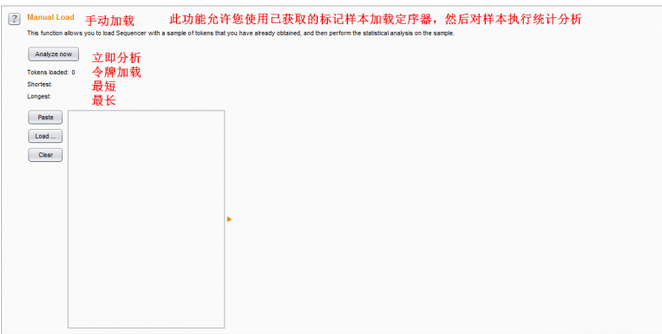 ? Manual Load 手动加载 此功能允许您使用已获取的标记样本加载定序器，然后对样本执行统计分析
This function allows you to load Sequencer with a sample of tokens that you have already obtained, and then perform the statistical analysis on the sample.
Analyze now 立即分析
Tokens loaded: 0 令牌加载
Shortest: 最短
Longest: 最长
Paste
Load ...
Clear